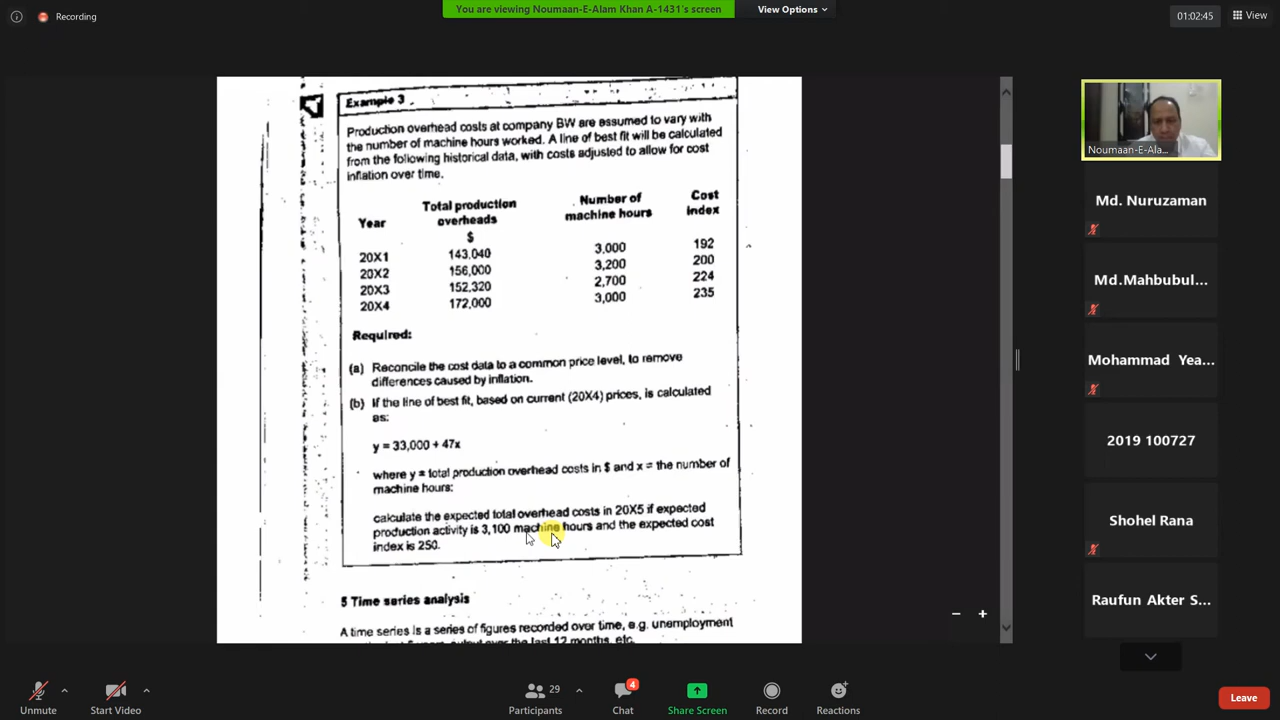 Recording
You are viewing Noumaan-E-Alam Khan A-1431's screen
View Options
01:02:45
View
Example 3
Production overhead costs at company BW are assumed to vary with
the number of machine hours worked. A line of best fit will be calculated
from the following historical data, with costs adjusted to allow for cost
inflation over time.
Year Total production overheads Number of machine hours Cost index
$
20X1 143,040 3,000 192
20X2 156,000 3,200 200
20X3 152,320 2,700 224
20X4 172,000 3,000 235
Required:
(a) Reconcile the cost data to a common price level, to remove
differences caused by inflation.
(b) If the line of best fit, based on current (20X4) prices, is calculated
as:
y = 33,000 + 47x
where y = total production overhead costs in $ and x = the number of
machine hours:
calculate the expected total overhead costs in 20X5 if expected
production activity is 3,100 machine hours and the expected cost
index is 250.
5 Time series analysis
A time series is a series of figures recorded over time, e.g. unemployment
output over the last 12 months, etc.
Noumaan-E-Ala...
Md. Nuruzaman
Md.Mahbubul...
Mohammad Yea...
2019 100727
Shohel Rana
Raufun Akter S...
Unmute
Start Video
29
Participants
4
Chat
Share Screen
Record
Reactions
Leave